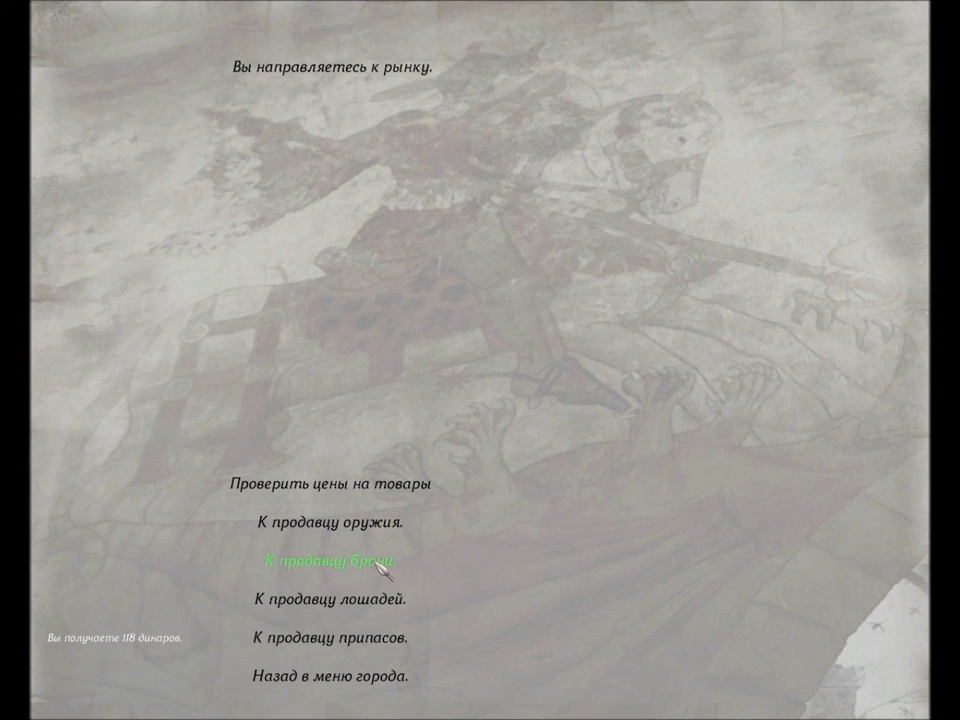 Вы направляетесь к рынку.
Проверить цены на товары
К продавцу оружия.
К продавцу брони.
К продавцу лошадей.
Вы получаете 118 динаров.
К продавцу припасов.
Назад в меню города.